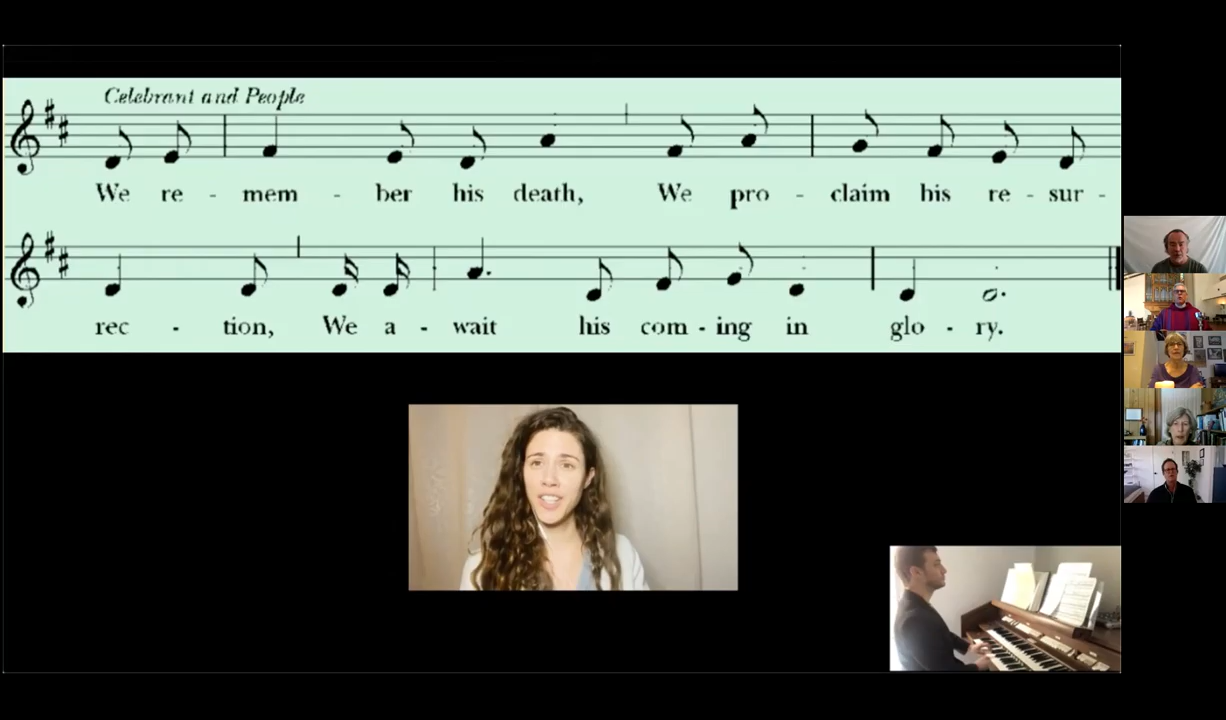 Celebrant and People
We re - mem - ber his death, We pro - claim his re - sur -
rec - tion, We a - wait his com - ing in glo - ry.